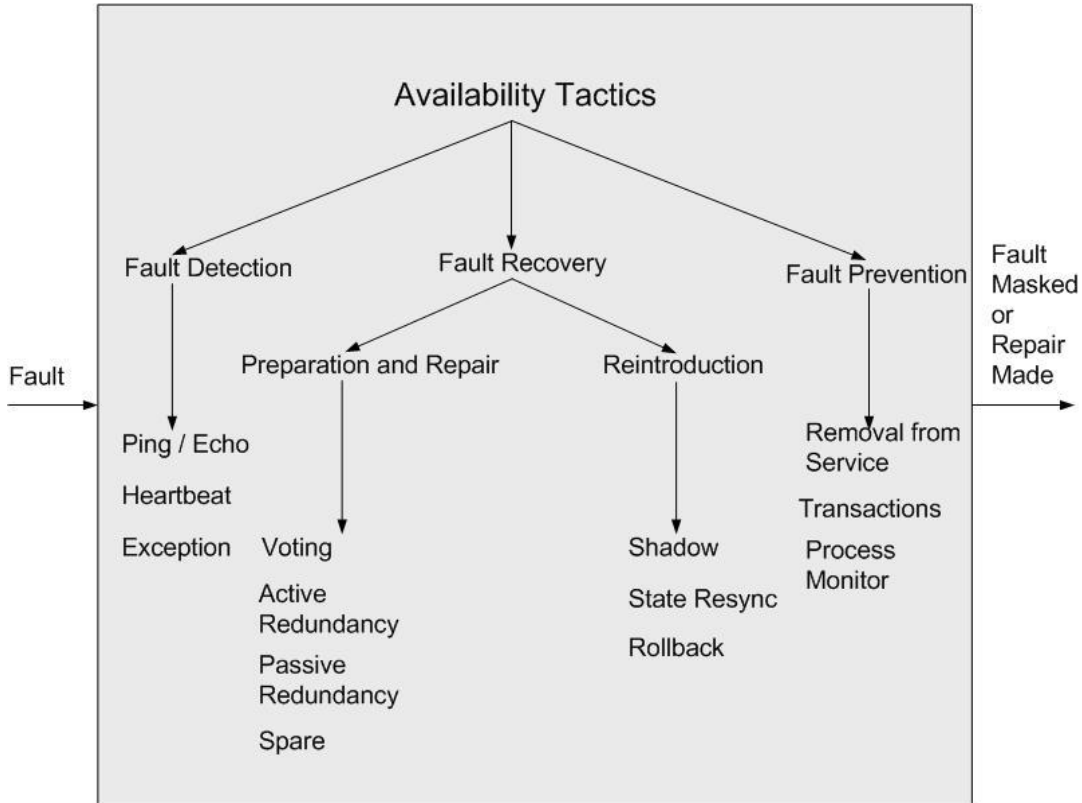 Availability Tactics
Fault Detection
Fault Recovery
Fault Prevention
Fault
Masked
or
Repair
Made
Preparation and Repair
Reintroduction
Fault
Ping / Echo
Heartbeat
Exception
Voting
Active
Redundancy
Passive
Redundancy
Spare
Shadow
State Resync
Rollback
Removal from
Service
Transactions
Process
Monitor